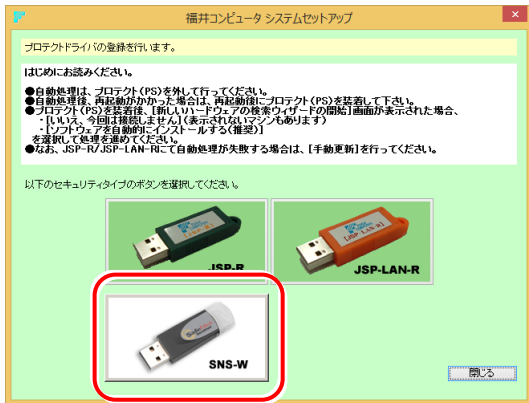 福井コンピュータ システムセットアップ
プロテクトドライバの登録を行います。
はじめにお読みください。
●自動処理は、プロテクト(PS)を外して行ってください。
●自動処理後、再起動がかかった場合は、再起動後にプロテクト(PS)を装着して下さい。
●プロテクト(PS)を装着後、[新しいハードウェアの検索ウィザードの開始]画面が表示された場合、
・[いいえ、今回は接続しません](表示されないマシンもあります)
・[ソフトウェアを自動的にインストールする(推奨)]
を選択して処理を進めてください。
●なお、JSP-R/JSP-LAN-Rにて自動処理が失敗する場合は、[手動更新]を行ってください。
以下のセキュリティタイプのボタンを選択してください。
JSP-R
[JSP-LAN-R]
JSP-LAN-R
SNS-W
閉じる